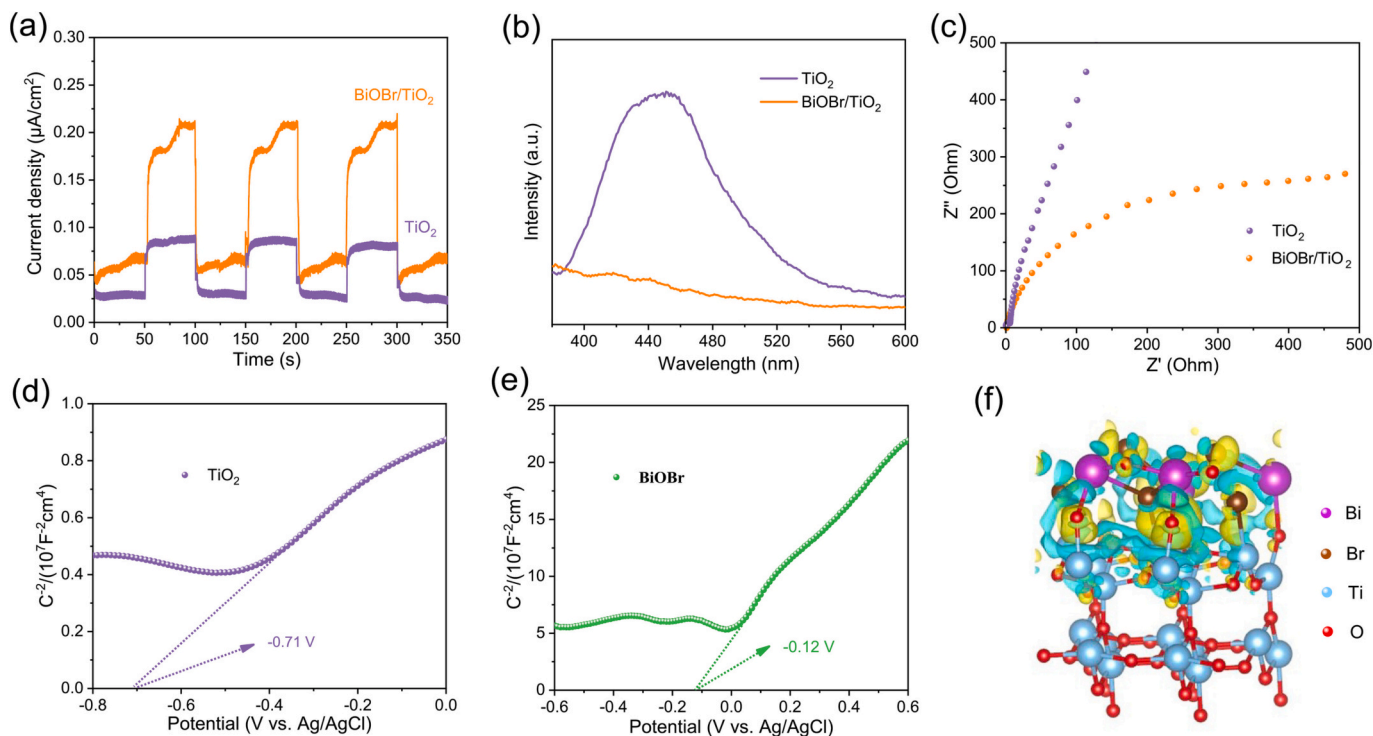 (a)
0.30
0.25
0.20
0.15
0.10
0.05
0.00
Current density (μA/cm²)
BiOBr/TiO₂
TiO₂
0 50 100 150 200 250 300 350
Time (s)
(b)
Intensity (a.u.)
TiO₂
BiOBr/TiO₂
400 440 480 520 560 600
Wavelength (nm)
(c)
500
400
300
200
100
0
Z'' (Ohm)
TiO₂
BiOBr/TiO₂
0 100 200 300 400 500
Z' (Ohm)
(d)
1.0
0.8
0.6
0.4
0.2
0.0
C⁻²/(10⁷F⁻²cm⁴)
TiO₂
-0.71 V
-0.8 -0.6 -0.4 -0.2 0.0
Potential (V vs. Ag/AgCl)
(e)
25
20
15
10
5
0
C⁻²/(10⁷F⁻²cm⁴)
BiOBr
-0.12 V
-0.6 -0.4 -0.2 0.0 0.2 0.4 0.6
Potential (V vs. Ag/AgCl)
(f)
Bi
Br
Ti
O